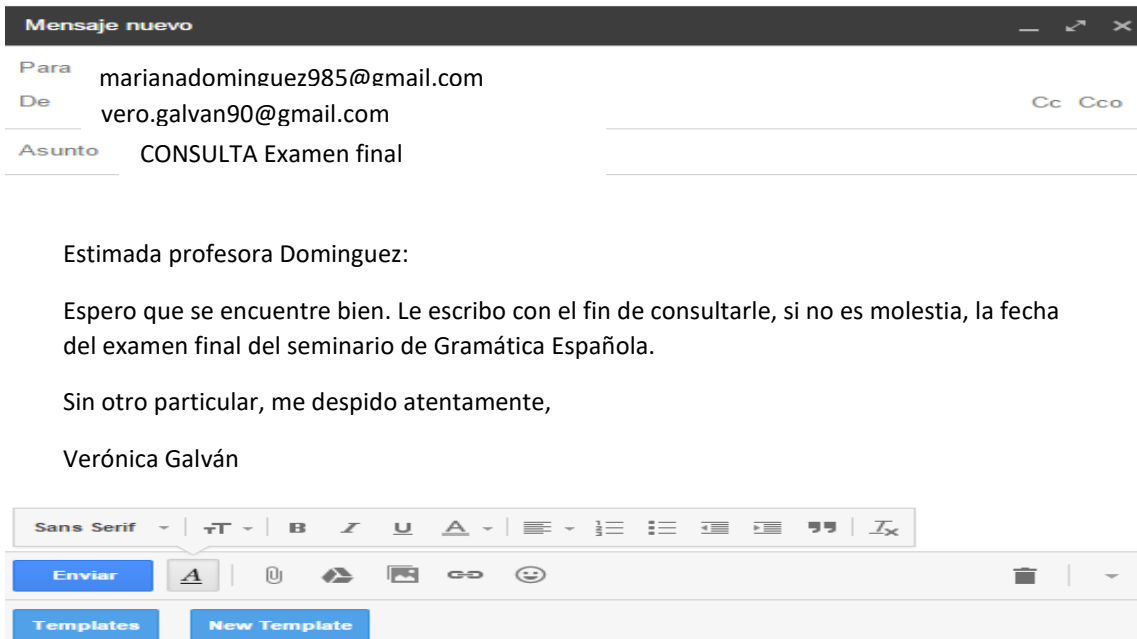 Mensaje nuevo
Para marianadominguez985@gmail.com
De vero.galvan90@gmail.com Cc Cco
Asunto CONSULTA Examen final
Estimada profesora Dominguez:
Espero que se encuentre bien. Le escribo con el fin de consultarle, si no es molestia, la fecha
del examen final del seminario de Gramática Española.
Sin otro particular, me despido atentamente,
Verónica Galván
Sans Serif
Enviar
Templates New Template